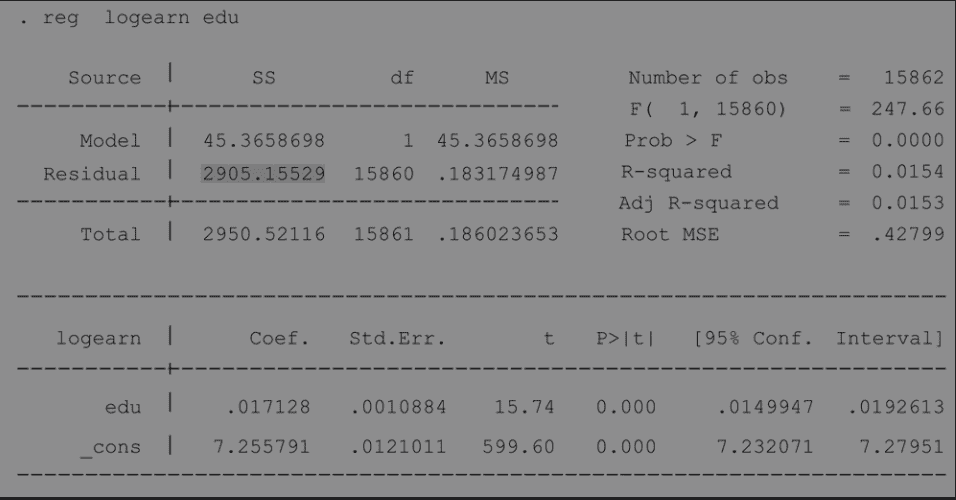 . reg logearn edu
Source | SS df MS Number of obs = 15862
F( 1, 15860) = 247.66
Model | 45.3658698 1 45.3658698 Prob > F = 0.0000
Residual | 2905.15529 15860 .183174987 R-squared = 0.0154
Adj R-squared = 0.0153
Total | 2950.52116 15861 .186023653 Root MSE = .42799
logearn | Coef. Std.Err. t P>|t| [95% Conf. Interval]
edu | .017128 .0010884 15.74 0.000 .0149947 .0192613
_cons | 7.255791 .0121011 599.60 0.000 7.232071 7.27951